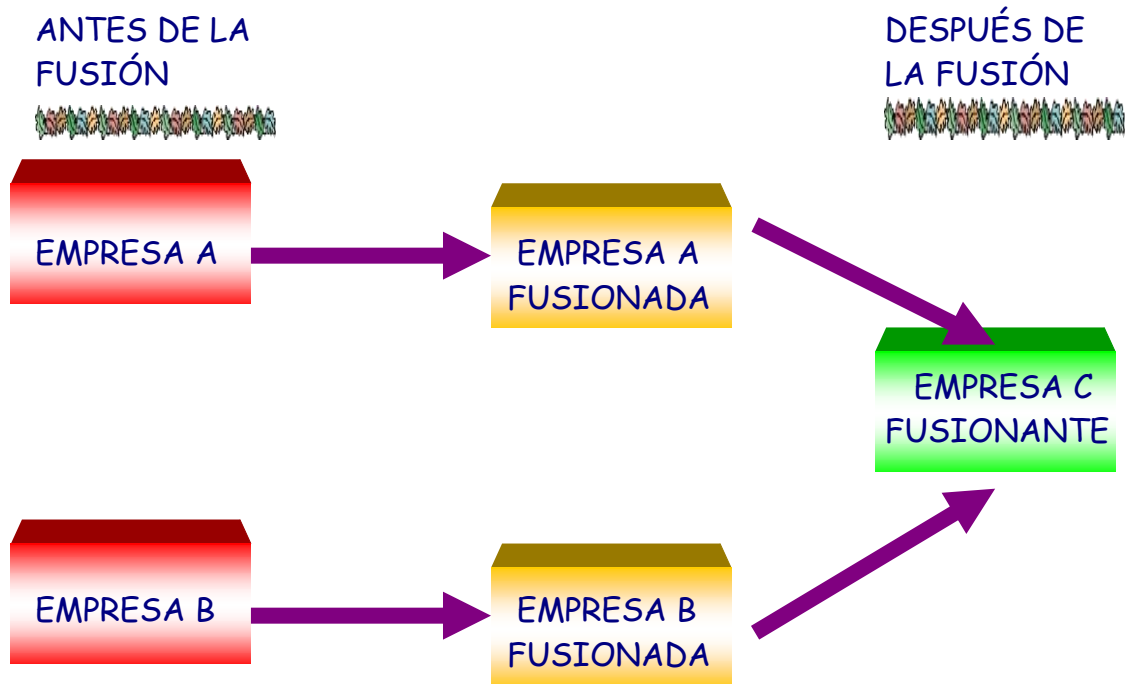 ANTES DE LA
FUSIÓN
DESPUÉS DE
LA FUSIÓN
EMPRESA A
EMPRESA A
FUSIONADA
EMPRESA C
FUSIONANTE
EMPRESA B
EMPRESA B
FUSIONADA